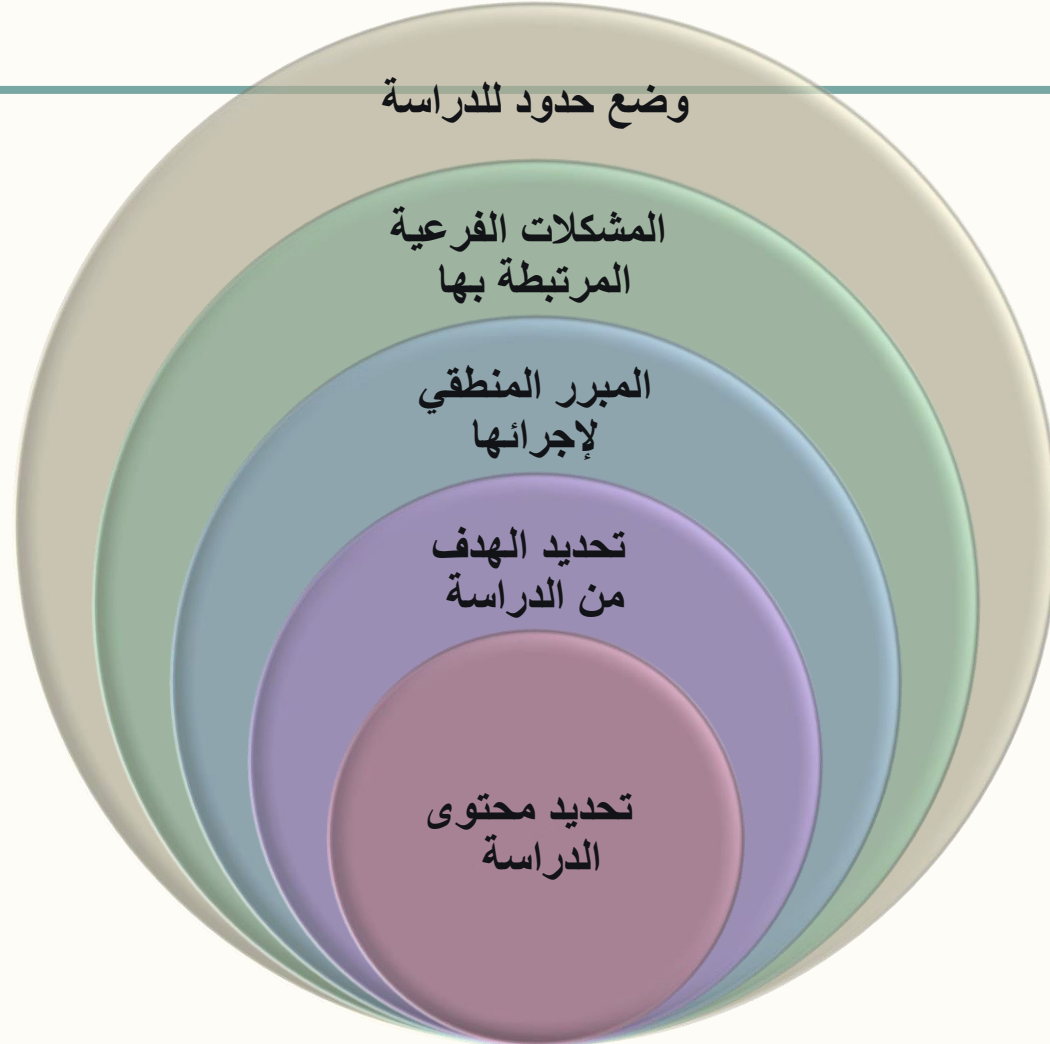 وضع حدود للدراسة
المشكلات الفرعية
المرتبطة بها
المبرر المنطقي
لإجرائها
تحديد الهدف
من الدراسة
تحديد محتوى
الدراسة